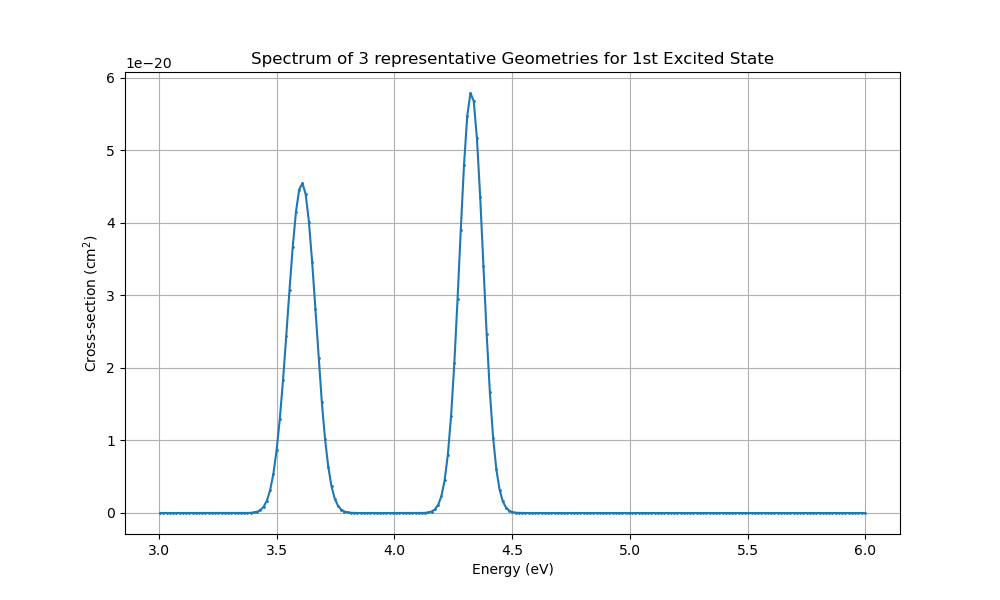 Spectrum of 3 representative Geometries for 1st Excited State
1e−20
6
5
4
3
2
1
0
Cross-section (cm²)
3.0 3.5 4.0 4.5 5.0 5.5 6.0
Energy (eV)